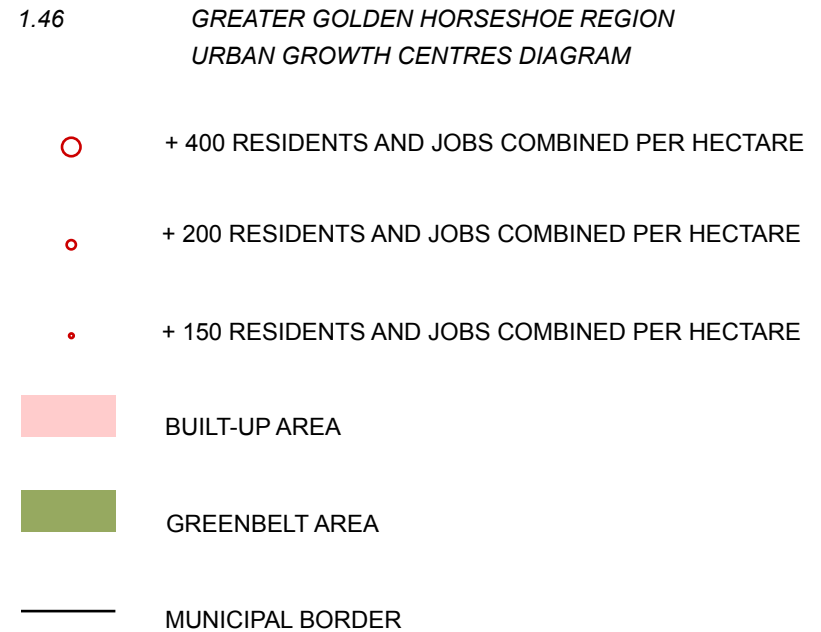 1.46 GREATER GOLDEN HORSESHOE REGION
URBAN GROWTH CENTRES DIAGRAM
+ 400 RESIDENTS AND JOBS COMBINED PER HECTARE
+ 200 RESIDENTS AND JOBS COMBINED PER HECTARE
+ 150 RESIDENTS AND JOBS COMBINED PER HECTARE
BUILT-UP AREA
GREENBELT AREA
MUNICIPAL BORDER